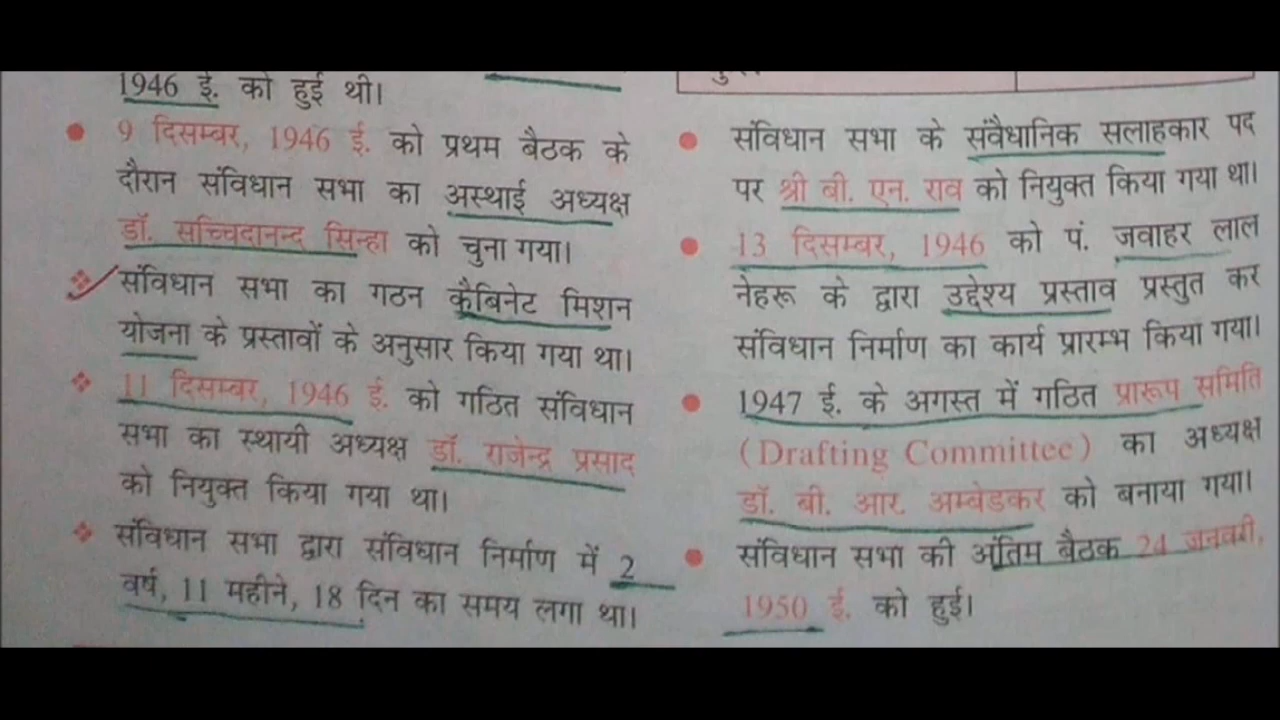 1946 ई. को हुई थी।
● 9 दिसम्बर, 1946 ई. को प्रथम बैठक के
दौरान संविधान सभा का अस्थाई अध्यक्ष
डॉ. सच्चिदानन्द सिन्हा को चुना गया।
❖ संविधान सभा का गठन कैबिनेट मिशन
योजना के प्रस्तावों के अनुसार किया गया था।
❖ 11 दिसम्बर, 1946 ई. को गठित संविधान
सभा का स्थायी अध्यक्ष डॉ. राजेन्द्र प्रसाद
को नियुक्त किया गया था।
❖ संविधान सभा द्वारा संविधान निर्माण में 2
वर्ष, 11 महीने, 18 दिन का समय लगा था।
● संविधान सभा के संवैधानिक सलाहकार पद
पर श्री बी. एन. राव को नियुक्त किया गया था।
● 13 दिसम्बर, 1946 को पं. जवाहर लाल
नेहरू के द्वारा उद्देश्य प्रस्ताव प्रस्तुत कर
संविधान निर्माण का कार्य प्रारम्भ किया गया।
● 1947 ई. के अगस्त में गठित प्रारूप समिति
(Drafting Committee) का अध्यक्ष
डॉ. बी. आर. अम्बेडकर को बनाया गया।
● संविधान सभा की अंतिम बैठक 24 जनवरी,
1950 ई. को हुई।